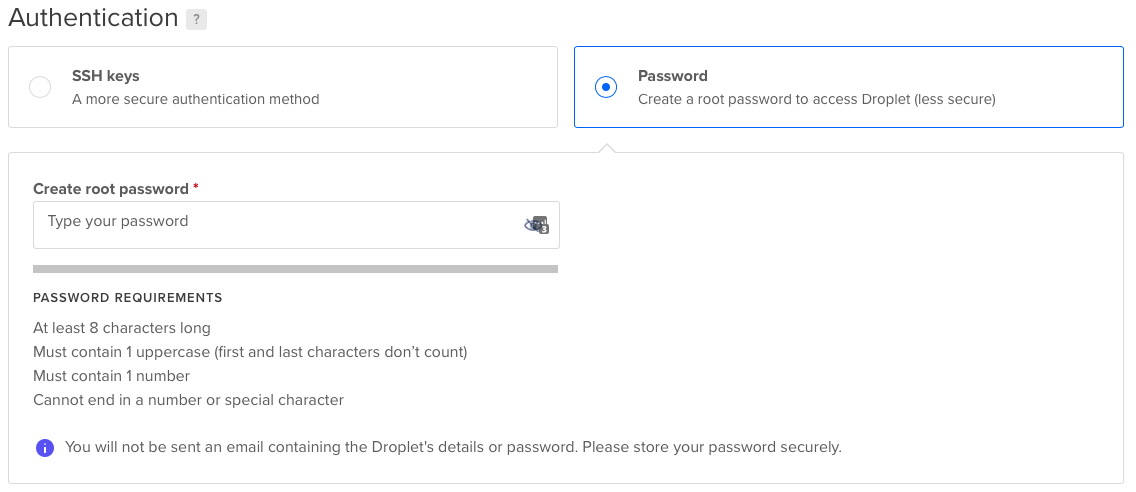 Authentication ?
SSH keys
A more secure authentication method
Password
Create a root password to access Droplet (less secure)
Create root password *
Type your password
3
PASSWORD REQUIREMENTS
At least 8 characters long
Must contain 1 uppercase (first and last characters don't count)
Must contain 1 number
Cannot end in a number or special character
You will not be sent an email containing the Droplet's details or password. Please store your password securely.